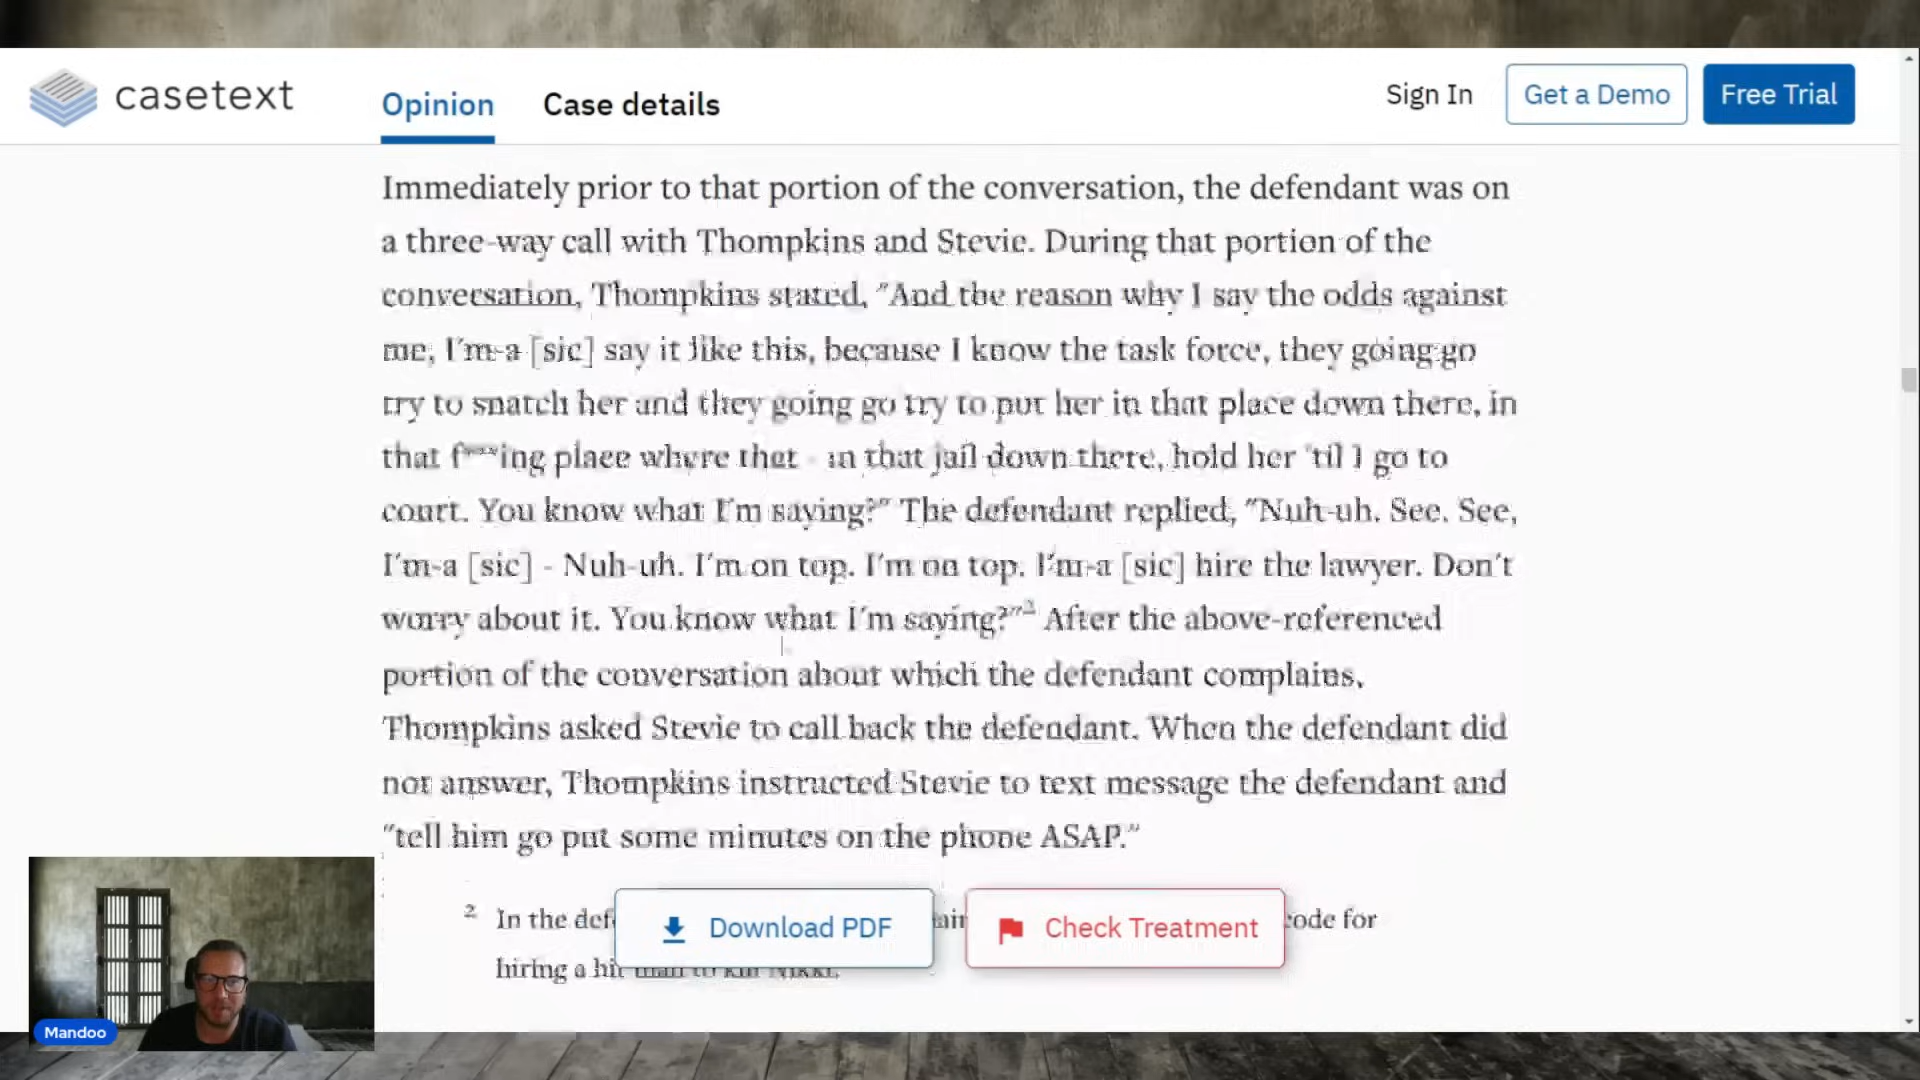 casetext
Opinion
Case details
Sign In
Get a Demo
Free Trial
Immediately prior to that portion of the conversation, the defendant was on
a three-way call with Thompkins and Stevie. During that portion of the
conversation, Thompkins stated, "And the reason why I say the odds against
me, I'm-a [sic] say it like this, because I know the task force, they going go
try to snatch her and they going go try to put her in that place down there, in
that f***ing place where that - in that jail down there, hold her 'til I go to
court. You know what I'm saying?" The defendant replied, "Nuh-uh. See. See,
I'm-a [sic] - Nuh-uh. I'm on top. I'm on top. I'm-a [sic] hire the lawyer. Don't
worry about it. You know what I'm saying?"2 After the above-referenced
portion of the conversation about which the defendant complains,
Thompkins asked Stevie to call back the defendant. When the defendant did
not answer, Thompkins instructed Stevie to text message the defendant and
"tell him go put some minutes on the phone ASAP."
2 In the ode for
hiring a hit man to kill Nikki.
Download PDF
Check Treatment
Mandoo